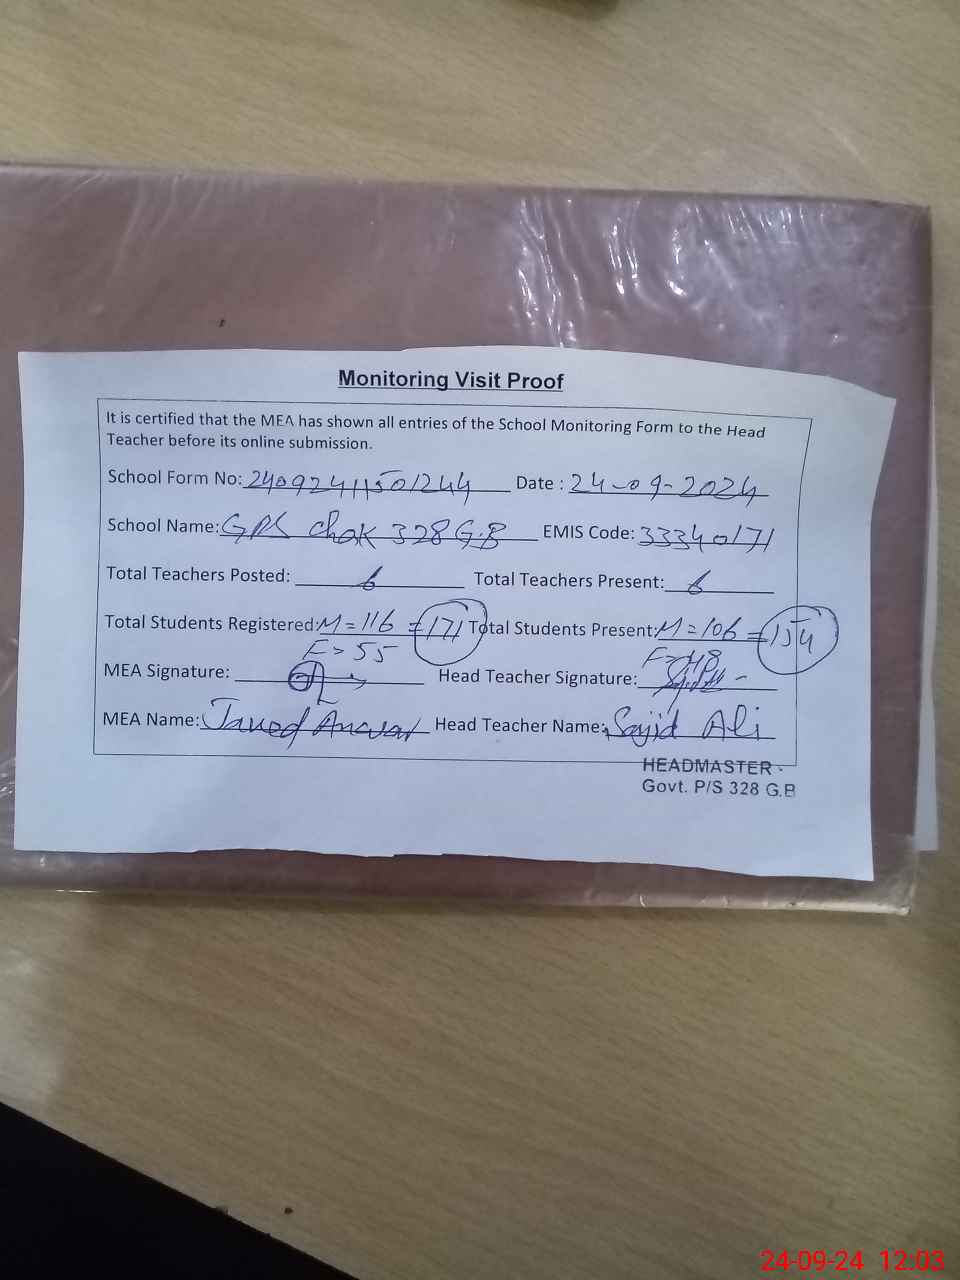 Monitoring Visit Proof
It is certified that the MEA has shown all entries of the School Monitoring Form to the Head
Teacher before its online submission.
School Form No: 24092411501244 Date : 24-09-2024
School Name: GPS Chak 328 G.B EMIS Code: 33340171
Total Teachers Posted: 6 Total Teachers Present: 6
Total Students Registered: M = 116 = 171 Total Students Present: M = 106 = 154
F = 55 F = 48
MEA Signature: Head Teacher Signature:
MEA Name: Javed Anwar Head Teacher Name: Sajid Ali
HEADMASTER
Govt. P/S 328 G.B
24-09-24 12:03